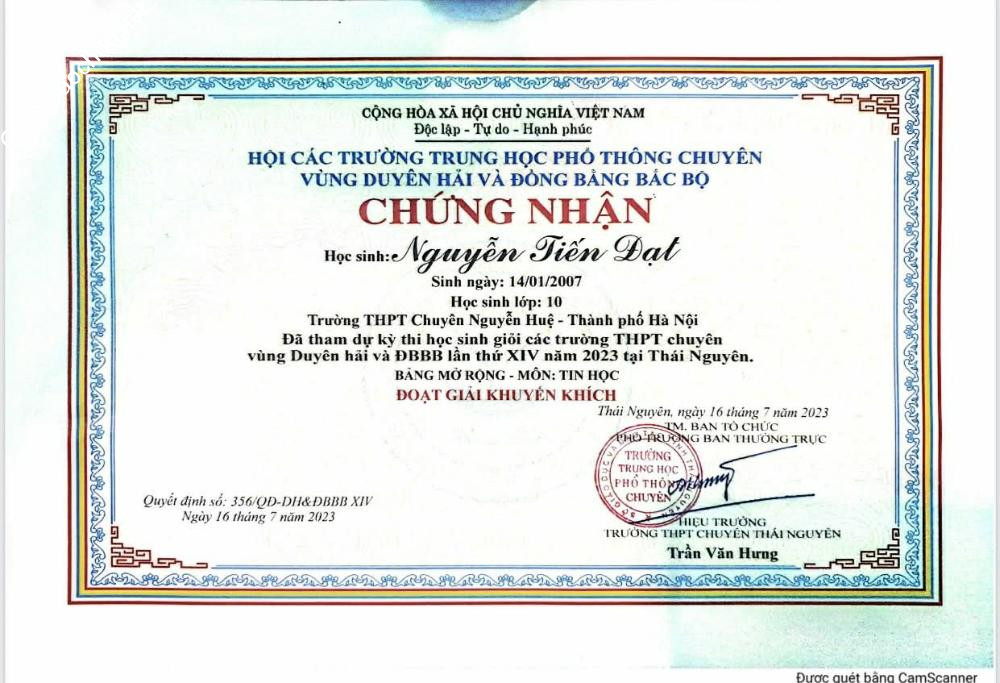 CỘNG HÒA XÃ HỘI CHỦ NGHĨA VIỆT NAM
Độc lập - Tự do - Hạnh phúc
HỘI CÁC TRƯỜNG TRUNG HỌC PHỔ THÔNG CHUYÊN
VÙNG DUYÊN HẢI VÀ ĐỒNG BẰNG BẮC BỘ
CHỨNG NHẬN
Học sinh: Nguyễn Tiến Đạt
Sinh ngày: 14/01/2007
Học sinh lớp: 10
Trường THPT Chuyên Nguyễn Huệ - Thành phố Hà Nội
Đã tham dự kỳ thi học sinh giỏi các trường THPT chuyên
vùng Duyên hải và ĐBBB lần thứ XIV năm 2023 tại Thái Nguyên.
BẢNG MỞ RỘNG - MÔN: TIN HỌC
ĐOẠT GIẢI KHUYẾN KHÍCH
Thái Nguyên, ngày 16 tháng 7 năm 2023
TM. BAN TỔ CHỨC
PHÓ TRƯỞNG BAN THƯỜNG TRỰC
TRƯỜNG
TRUNG HỌC
PHỔ THÔNG
CHUYÊN
Quyết định số: 356/QĐ-DH&ĐBBB XIV
Ngày 16 tháng 7 năm 2023
HIỆU TRƯỞNG
TRƯỜNG THPT CHUYÊN THÁI NGUYÊN
Trần Văn Hưng
Được quét bằng CamScanner